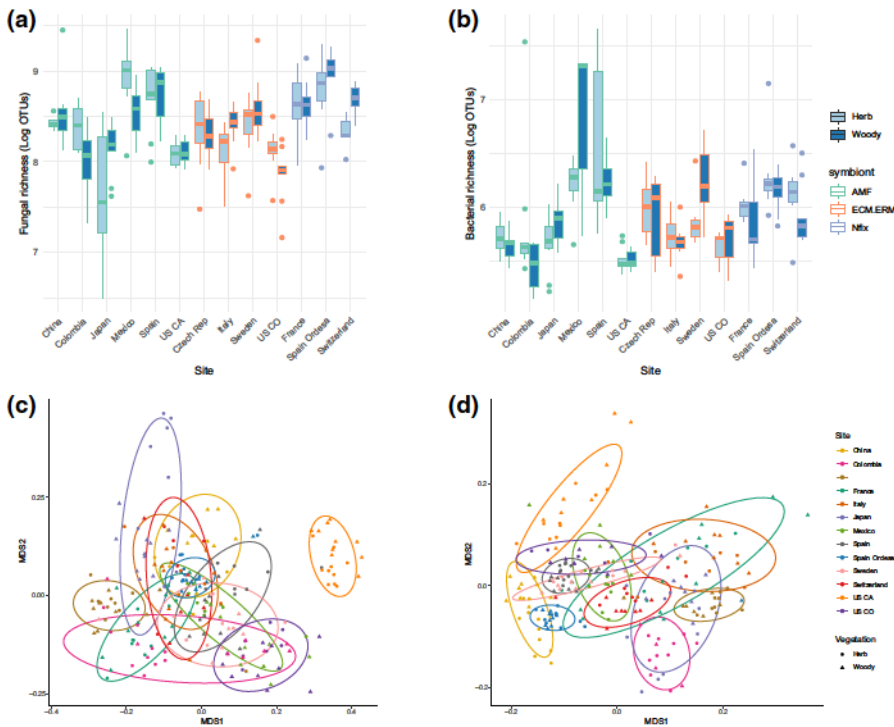 (a)
Fungal richness (Log OTUs)
9
8
7
China
Colombia
Japan
Mexico
Spain
US CA
Czech Rep
Italy
Sweden
US CO
France
Spain Ordesa
Switzerland
Site
(b)
Bacterial richness (Log OTUs)
7
6
China
Colombia
Japan
Mexico
Spain
US CA
Czech Rep
Italy
Sweden
US CO
France
Spain Ordesa
Switzerland
Site
Herb
Woody
symbiont
AMF
ECM.ERM
Nfix
(c)
MDS2
0.25
0.00
−0.25
−0.4
−0.2
0.0
0.2
0.4
MDS1
(d)
MDS2
0.2
0.0
−0.2
−0.2
0.0
0.2
MDS1
Site
China
Colombia
France
Italy
Japan
Mexico
Spain
Spain Ordesa
Sweden
Switzerland
US CA
US CO
Vegetation
Herb
Woody